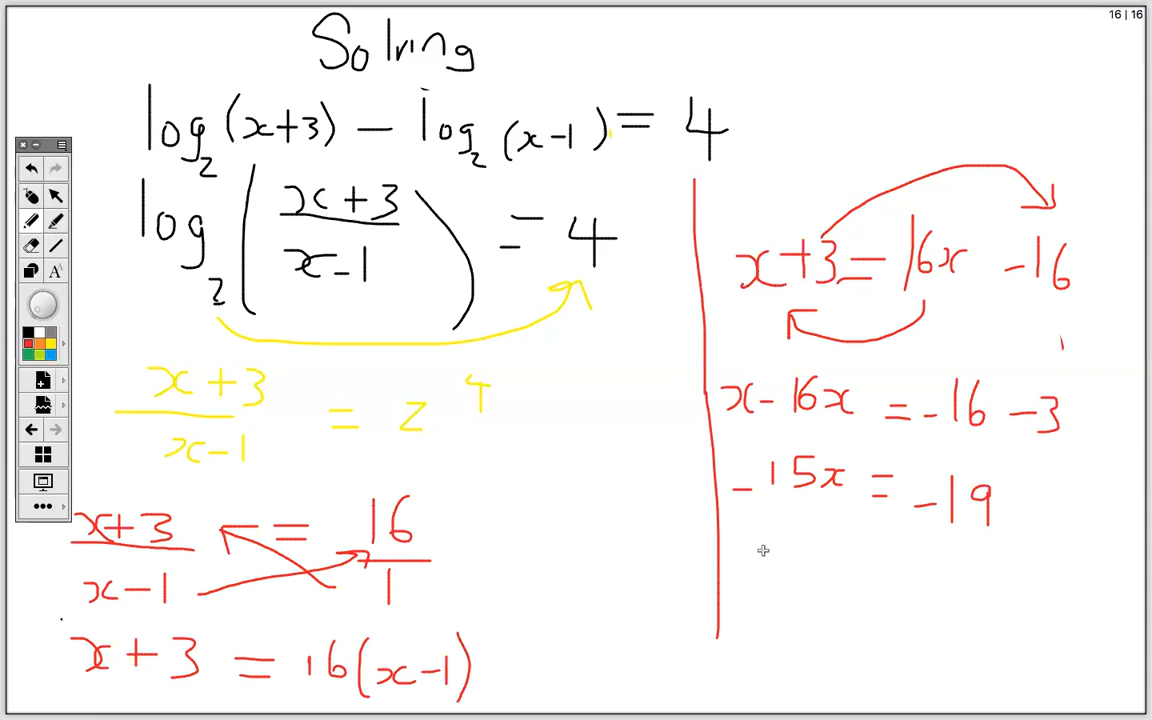 16 | 16
Solving
log₂(x+3) − log₂(x−1) = 4
log₂((x+3)/(x−1)) = 4
(x+3)/(x−1) = 2⁴
(x+3)/(x−1) = 16/1
x+3 = 16(x−1)
x+3 = 16x −16
x−16x = −16 −3
−15x = −19
A